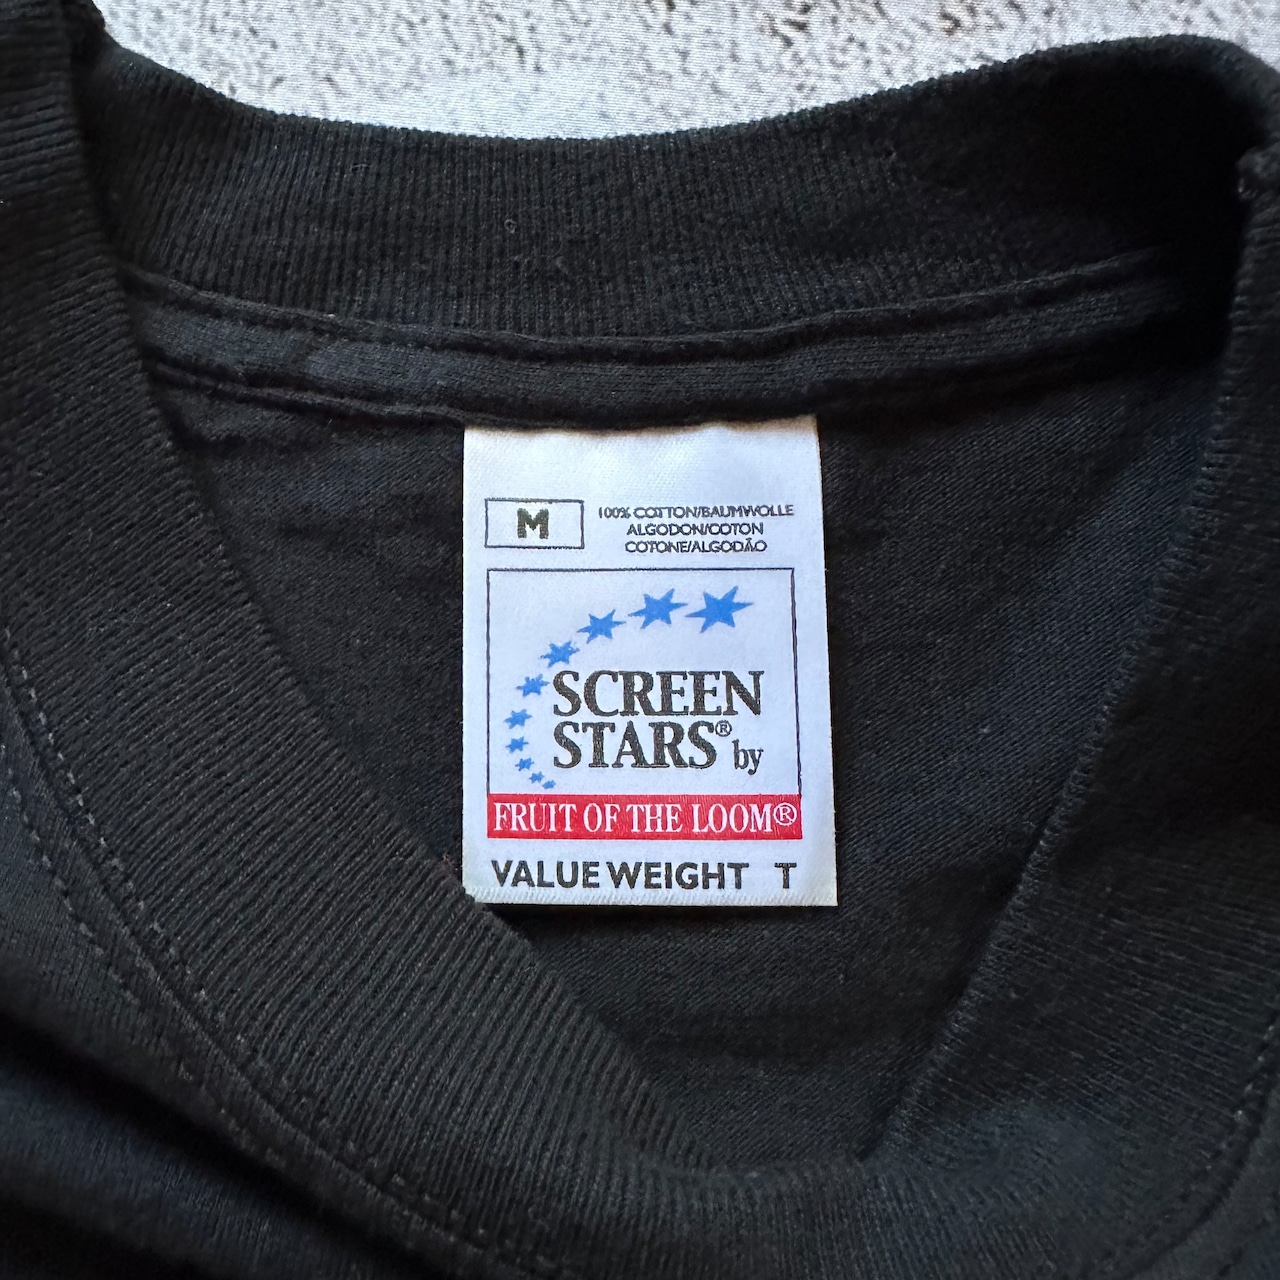 M
100% COTTON/BAUMWOLLE
ALGODON/COTON
COTONE/ALGODÃO
SCREEN
STARS® by
FRUIT OF THE LOOM®
VALUE WEIGHT T